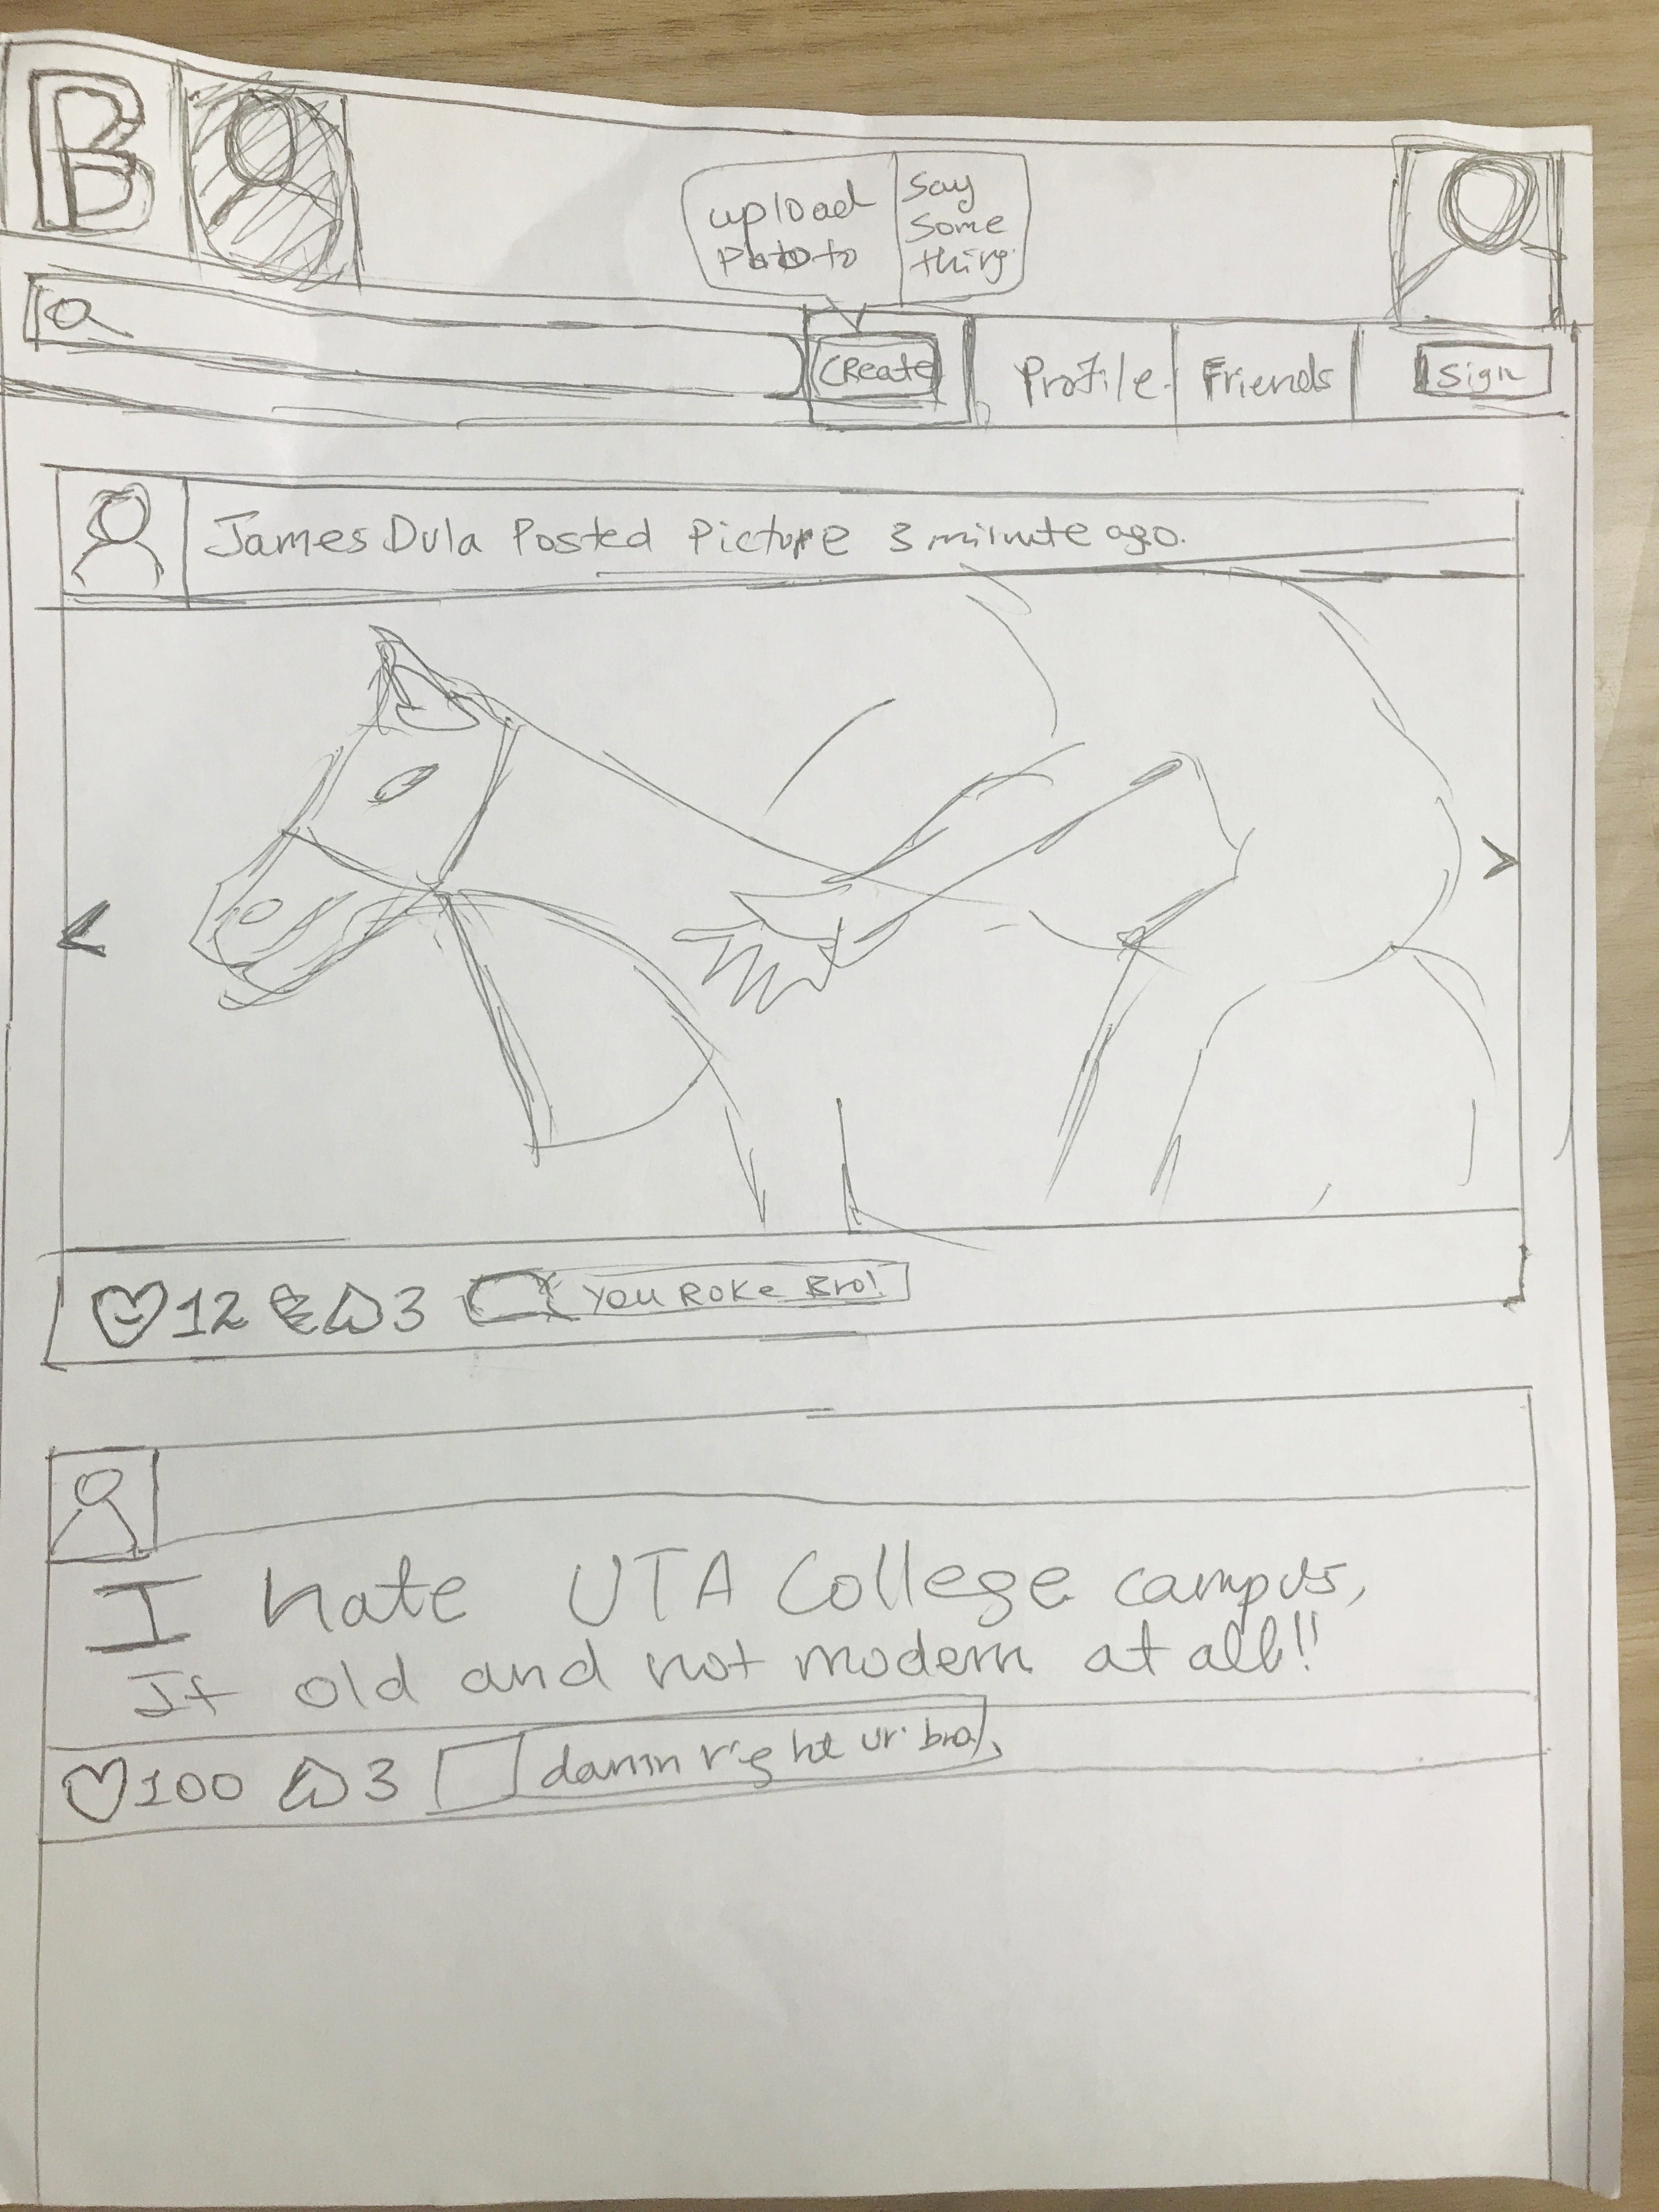 B
upload
Photo
Say
Some
thing
Create
Profile
Friends
Sign
James Dula Posted Picture 3 minute ago.
<
>
12
3
You Roke Bro!
I hate UTA College campus,
It old and not modern at all!!
100
3
damn right ur bro,